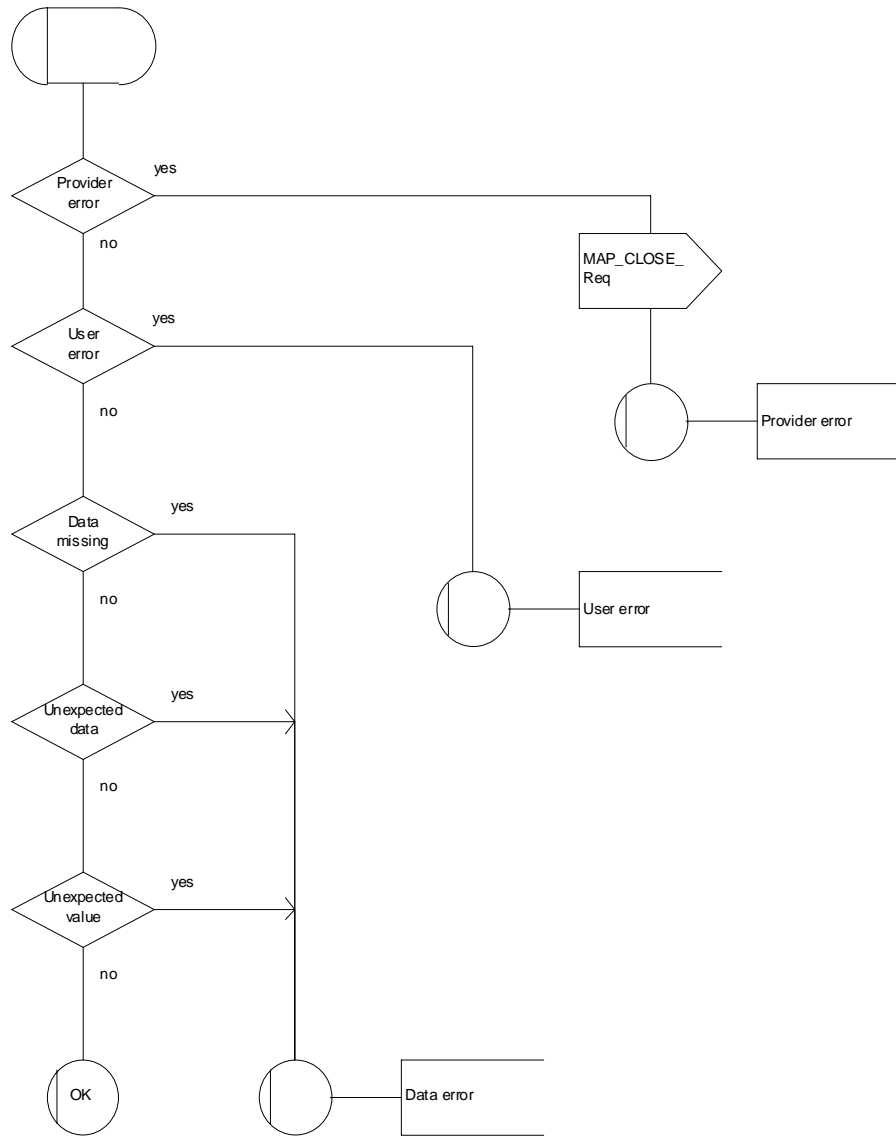 yes
Provider
error
no
MAP_CLOSE_
Req
yes
User
error
no
Provider error
yes
Data
missing
no
User error
yes
Unexpected
data
no
yes
Unexpected
value
no
OK
Data error